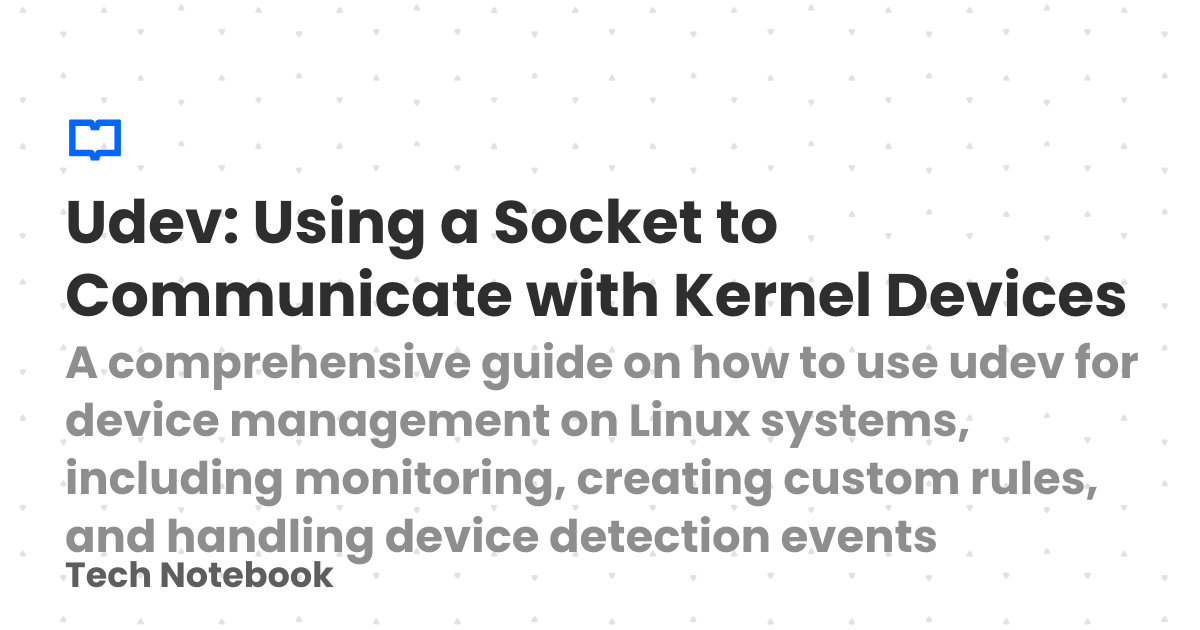 Udev: Using a Socket to
Communicate with Kernel Devices
A comprehensive guide on how to use udev for
device management on Linux systems,
including monitoring, creating custom rules,
and handling device detection events
Tech Notebook